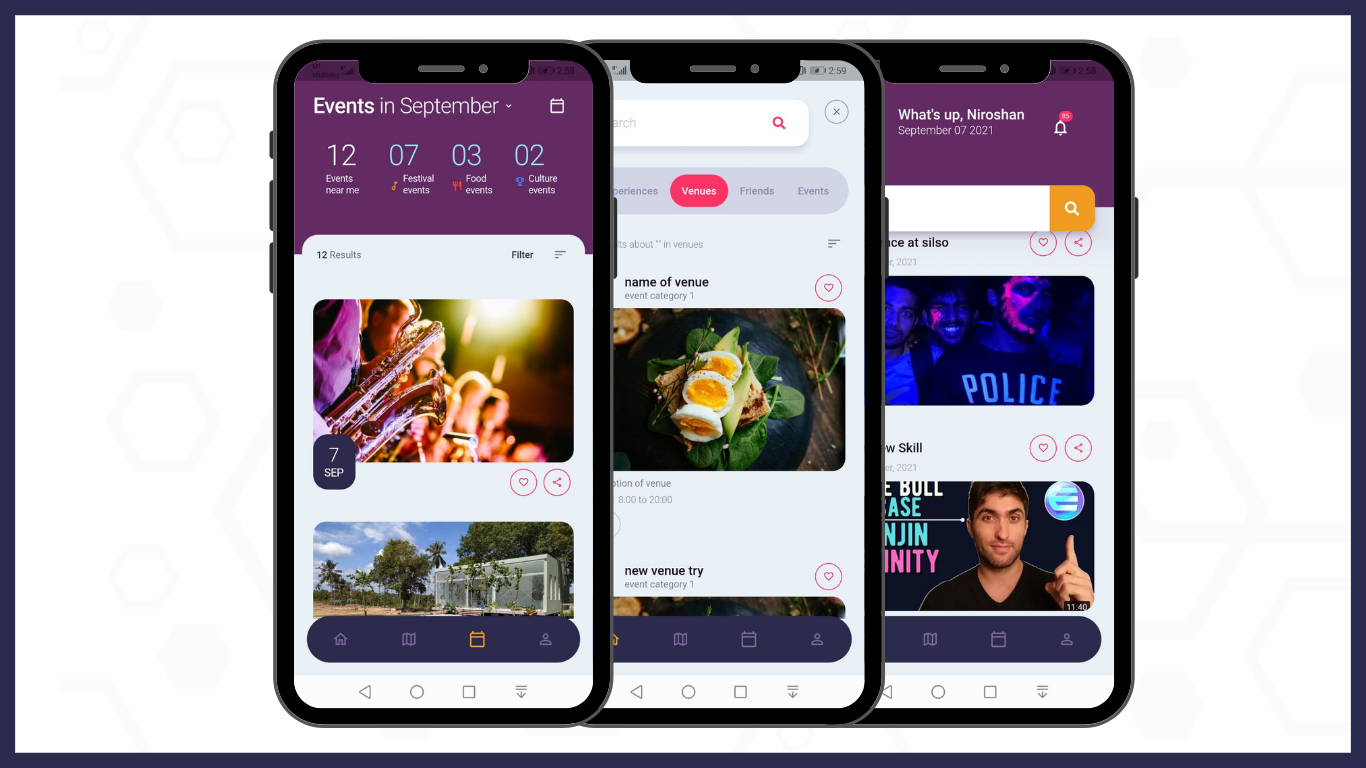 2:58
Events in September
12 07 03 02
Events near me
Festival events
Food events
Culture events
12 Results
Filter
7
SEP
2:59
arch
periences Venues Friends Events
lts about "" in venues
name of venue
event category 1
ption of venue
8:00 to 20:00
new venue try
event category 1
2:58
What's up, Niroshan
September 07 2021
85
nce at silso
er, 2021
POLICE
ew Skill
er, 2021
E BULL
ASE
NJIN
INITY
11:40